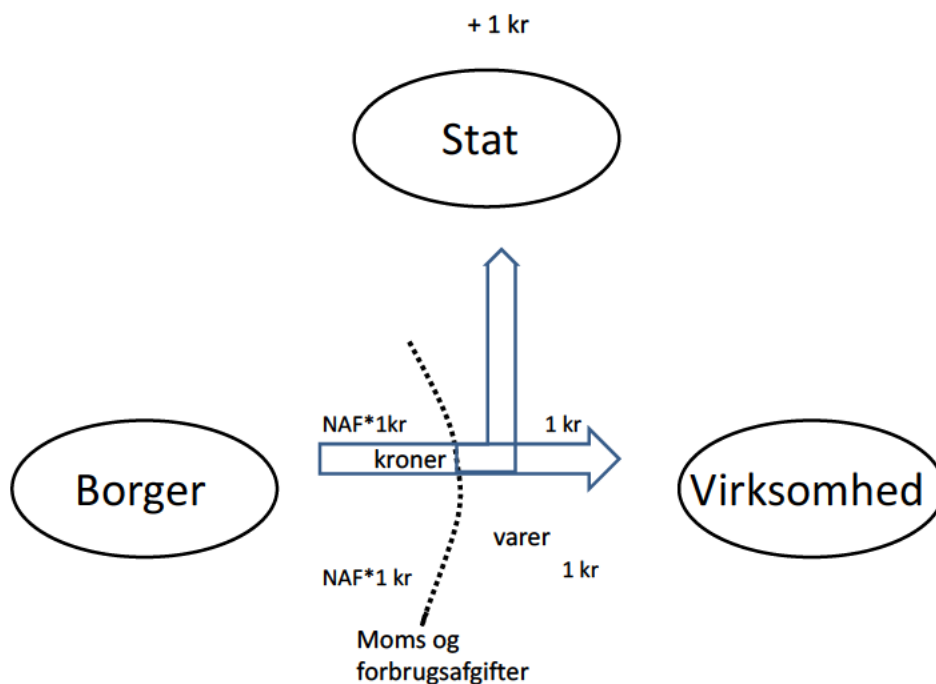 + 1 kr
Stat
NAF*1kr
1 kr
kroner
Borger
Virksomhed
varer
NAF*1 kr
1 kr
Moms og
forbrugsafgifter